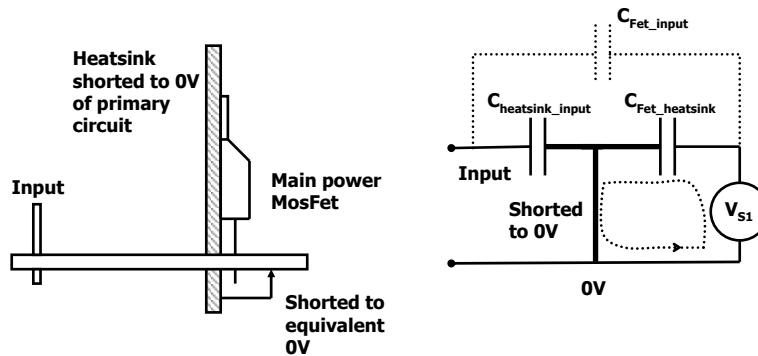 Heatsink
shorted to 0V
of primary
circuit
Input
Main power
MosFet
Shorted to
equivalent
0V
CFet_input
Cheatsink_input
CFet_heatsink
Input
Shorted
to 0V
VS1
0V